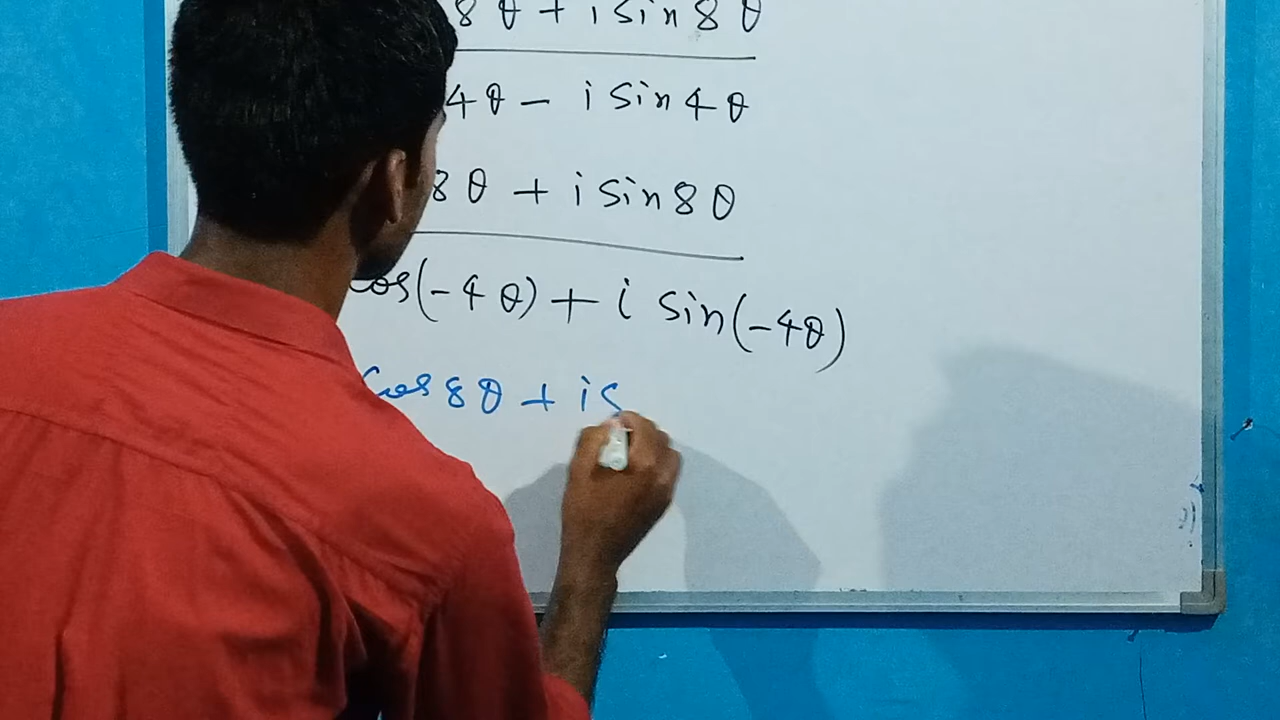 8θ + i sin 8θ
4θ − i sin 4θ
8θ + i sin 8θ
cos(−4θ) + i sin(−4θ)
cos 8θ + i s